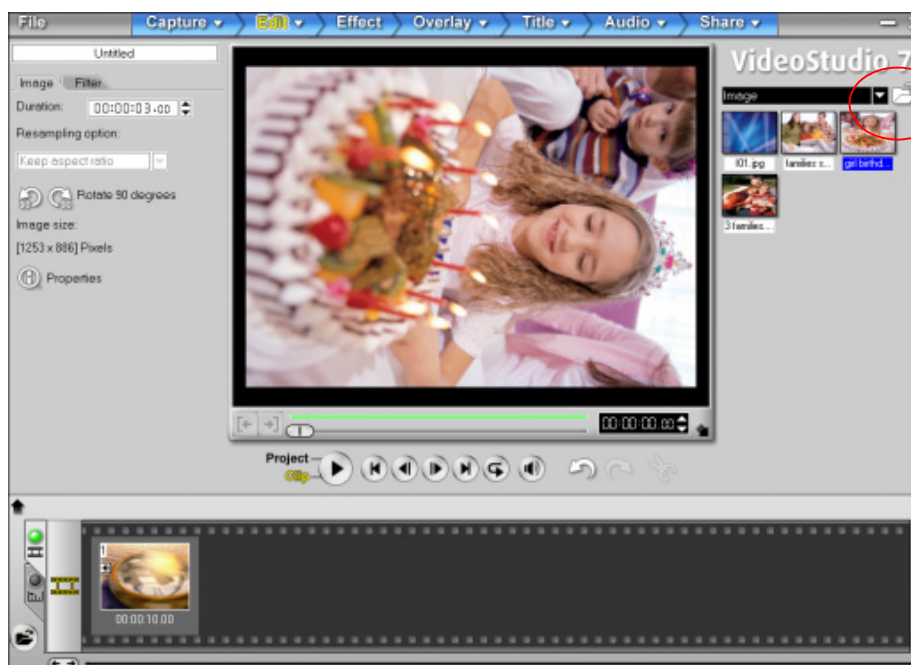 File Capture Edit Effect Overlay Title Audio Share
Untitled
VideoStudio 7
Image Filter
Duration: 00:00:03.00
Resampling option:
Keep aspect ratio
Rotate 90 degrees
Image size:
[1253 x 886] Pixels
Properties
Image
I01.jpg families s... girl birthd...
3 families ...
00:00:00.00
Project
Clip
1
00:00:10.00